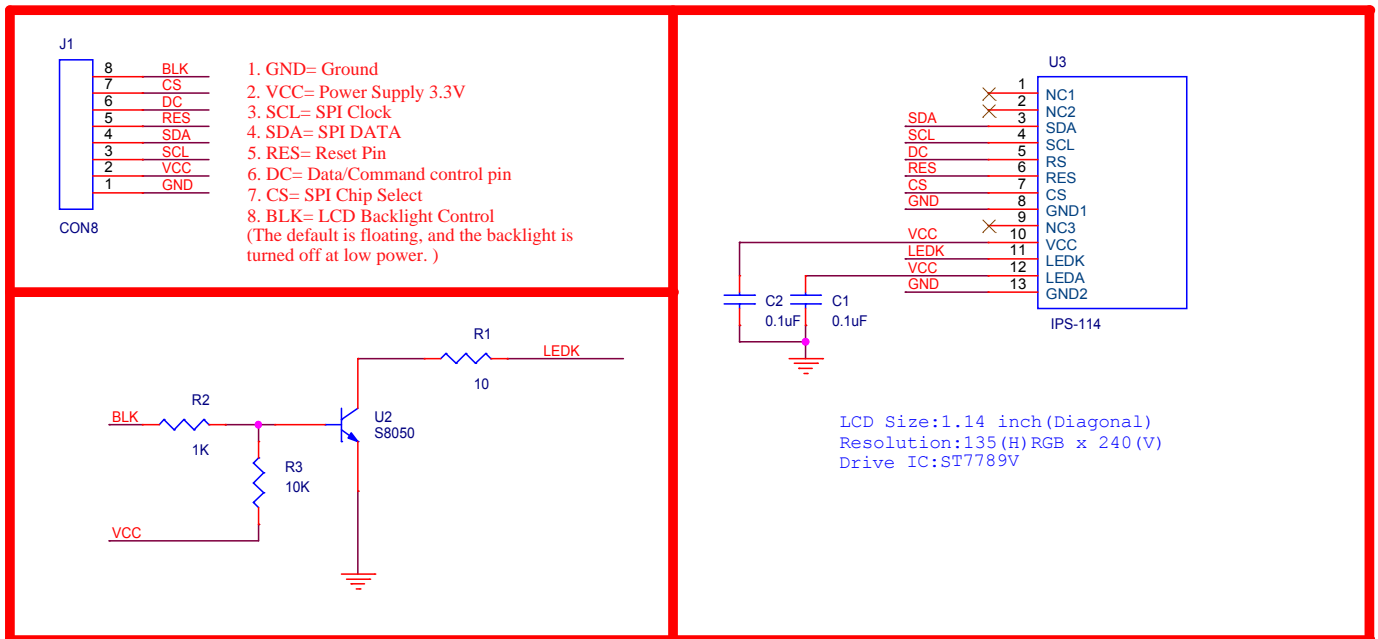 J1
8 BLK
7 CS
6 DC
5 RES
4 SDA
3 SCL
2 VCC
1 GND
CON8
1. GND= Ground
2. VCC= Power Supply 3.3V
3. SCL= SPI Clock
4. SDA= SPI DATA
5. RES= Reset Pin
6. DC= Data/Command control pin
7. CS= SPI Chip Select
8. BLK= LCD Backlight Control
(The default is floating, and the backlight is
turned off at low power. )
R1
LEDK
10
R2
BLK
1K
U2
S8050
R3
10K
VCC
U3
1 NC1
2 NC2
SDA 3 SDA
SCL 4 SCL
DC 5 RS
RES 6 RES
CS 7 CS
GND 8 GND1
9 NC3
VCC 10 VCC
LEDK 11 LEDK
VCC 12 LEDA
GND 13 GND2
IPS-114
C2
0.1uF
C1
0.1uF
LCD Size:1.14 inch(Diagonal)
Resolution:135(H)RGB x 240(V)
Drive IC:ST7789V